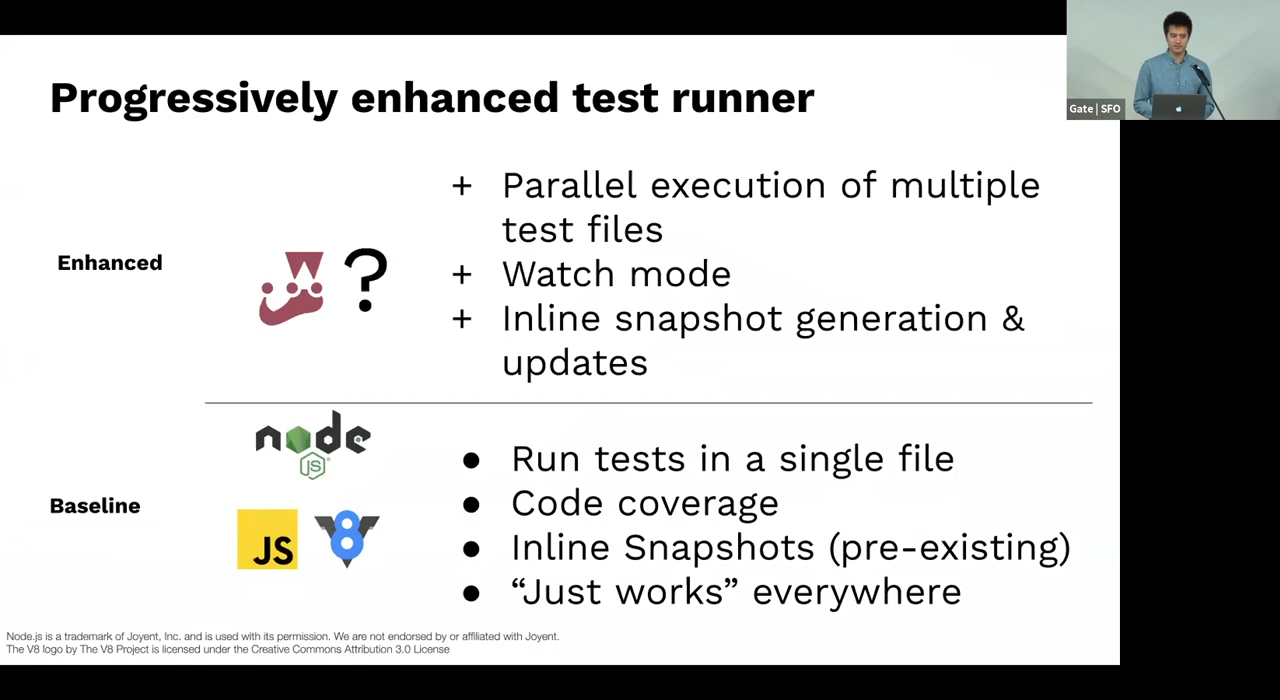 Progressively enhanced test runner
Gate | SFO
Enhanced
?
+ Parallel execution of multiple
test files
+ Watch mode
+ Inline snapshot generation &
updates
node
JS
Baseline
JS
8
● Run tests in a single file
● Code coverage
● Inline Snapshots (pre-existing)
● “Just works” everywhere
Node.js is a trademark of Joyent, Inc. and is used with its permission. We are not endorsed by or affiliated with Joyent.
The V8 logo by The V8 Project is licensed under the Creative Commons Attribution 3.0 License